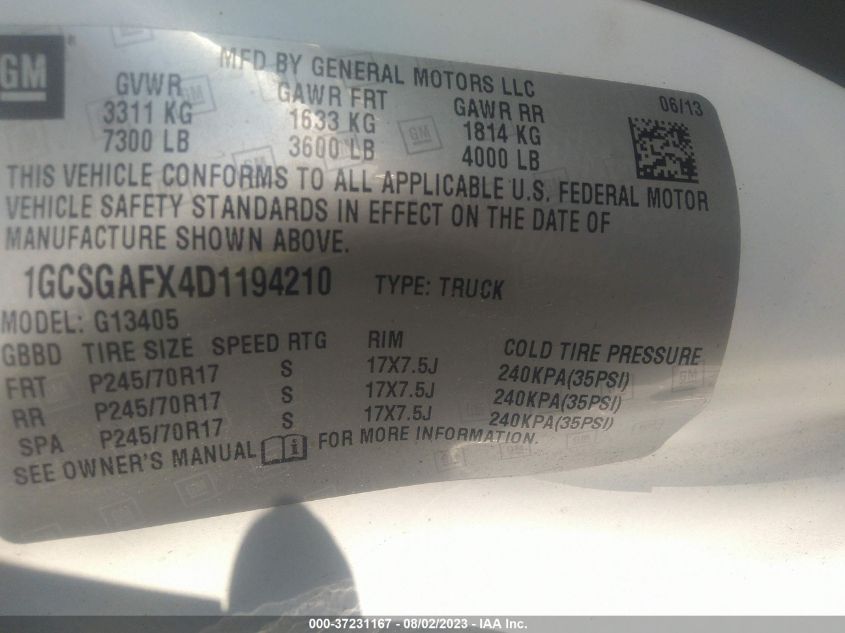 GM ®
MFD BY GENERAL MOTORS LLC
GVWR GAWR FRT GAWR RR 06/13
3311 KG 1633 KG 1814 KG
7300 LB 3600 LB 4000 LB
GM
THIS VEHICLE CONFORMS TO ALL APPLICABLE U.S. FEDERAL MOTOR
VEHICLE SAFETY STANDARDS IN EFFECT ON THE DATE OF
MANUFACTURE SHOWN ABOVE.
1GCSGAFX4D1194210 TYPE: TRUCK
MODEL: G13405
GBBD TIRE SIZE SPEED RTG RIM COLD TIRE PRESSURE
FRT P245/70R17 S 17X7.5J 240KPA(35PSI)
RR P245/70R17 S 17X7.5J 240KPA(35PSI)
SPA P245/70R17 S 17X7.5J 240KPA(35PSI)
SEE OWNER'S MANUAL i FOR MORE INFORMATION.
000-37231167 - 08/02/2023 - IAA Inc.